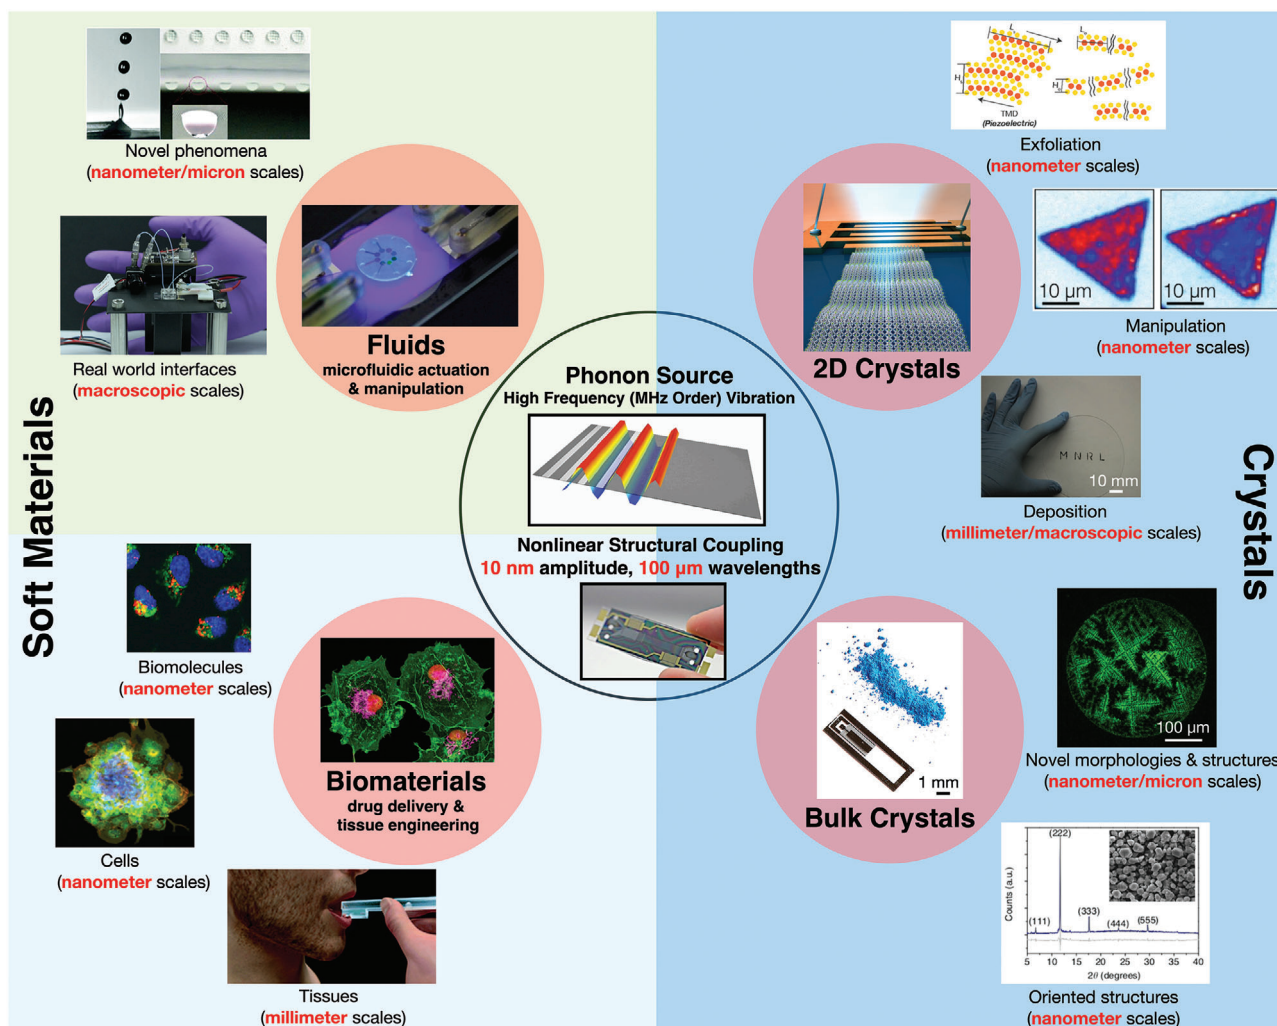 Novel phenomena
(nanometer/micron scales)
Real world interfaces
(macroscopic scales)
Fluids
microfluidic actuation
& manipulation
Soft Materials
Biomolecules
(nanometer scales)
Cells
(nanometer scales)
Tissues
(millimeter scales)
Biomaterials
drug delivery &
tissue engineering
Phonon Source
High Frequency (MHz Order) Vibration
Nonlinear Structural Coupling
10 nm amplitude, 100 µm wavelengths
2D Crystals
TMD
(Piezoelectric)
Exfoliation
(nanometer scales)
10 µm
10 µm
Manipulation
(nanometer scales)
M N R L
10 mm
Deposition
(millimeter/macroscopic scales)
Crystals
1 mm
Bulk Crystals
100 µm
Novel morphologies & structures
(nanometer/micron scales)
Counts (a.u.)
(222)
(111)
(333)
(444)
(555)
5 10 15 20 25 30 35 40
2θ (degrees)
Oriented structures
(nanometer scales)